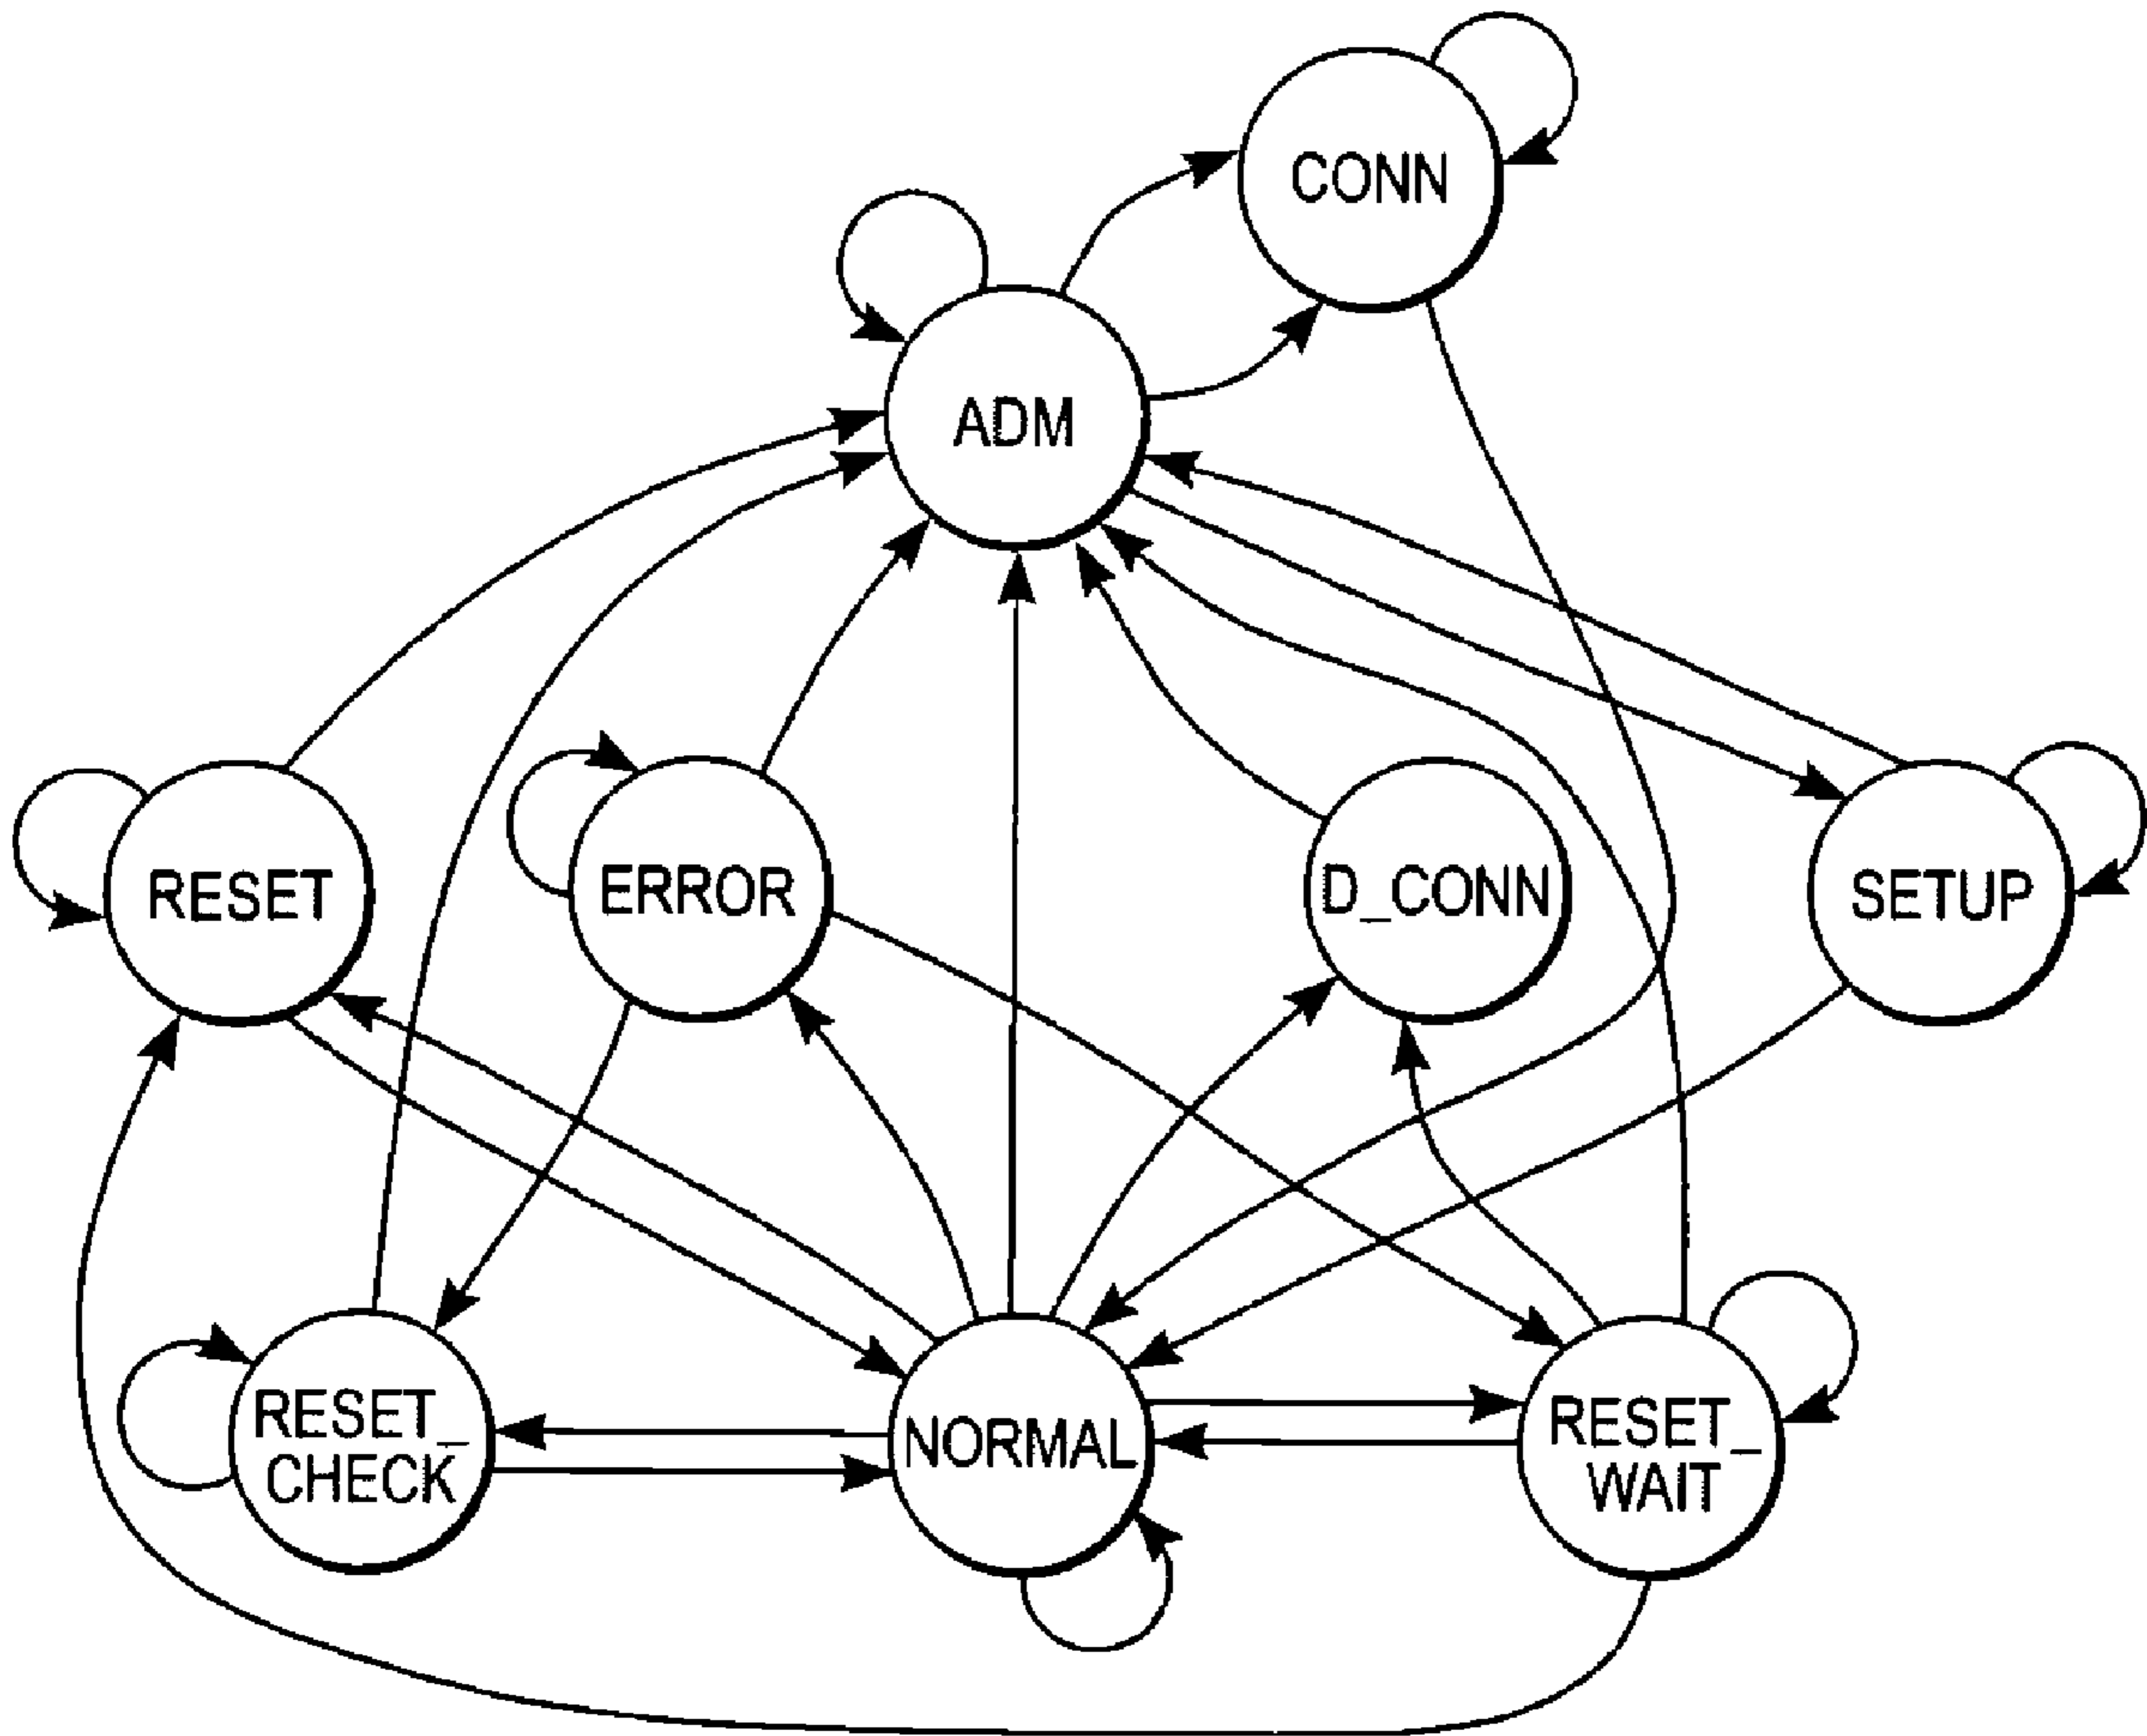 CONN
ADM
RESET
ERROR
D_CONN
SETUP
RESET_
CHECK
NORMAL
RESET_
WAIT